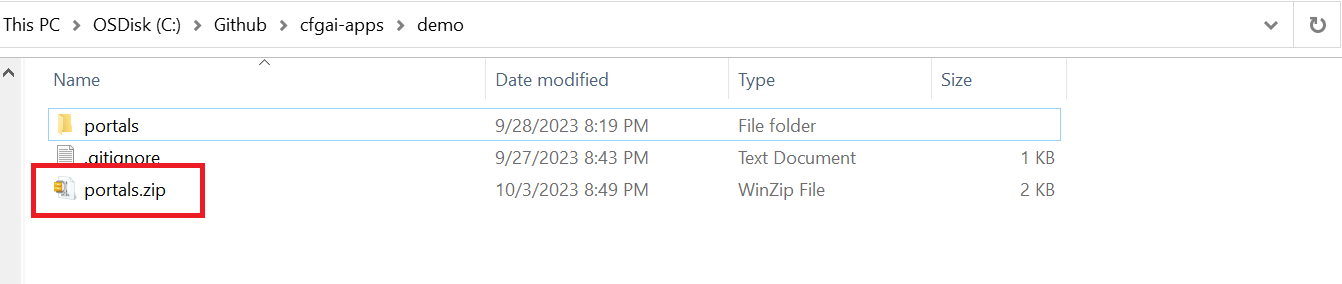 This PC > OSDisk (C:) > Github > cfgai-apps > demo
Name Date modified Type Size
portals 9/28/2023 8:19 PM File folder
.gitignore 9/27/2023 8:43 PM Text Document 1 KB
portals.zip 10/3/2023 8:49 PM WinZip File 2 KB